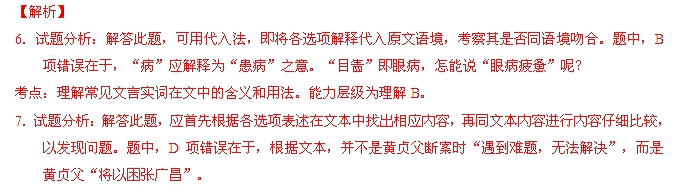 【解析】
6．试题分析：解答此题，可用代入法，即将各选项解释代入原文语境，考察其是否同语境吻合。题中，B
项错误在于，“病”应解释为“患病”之意。“目眚”即眼病，怎能说“眼病疲惫”呢？
考点：理解常见文言实词在文中的含义和用法。能力层级为理解 B。
7．试题分析：解答此题，应首先根据各选项表述在文本中找出相应内容，再同文本内容进行内容仔细比较，
以发现问题。题中，D 项错误在于，根据文本，并不是黄贞父断案时“遇到难题，无法解决”，而是
黄贞父“将以困张广昌”。